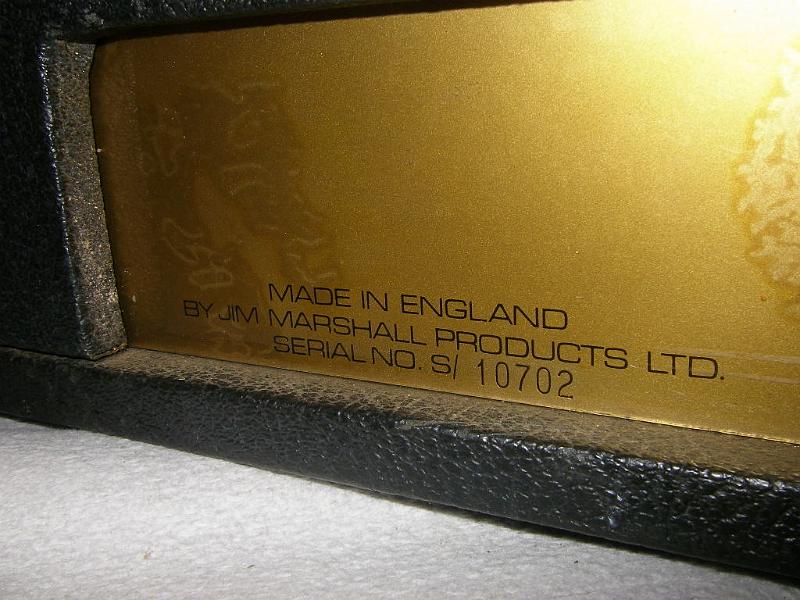 MADE IN ENGLAND
BY JIM MARSHALL PRODUCTS LTD.
SERIAL NO. S/ 10702